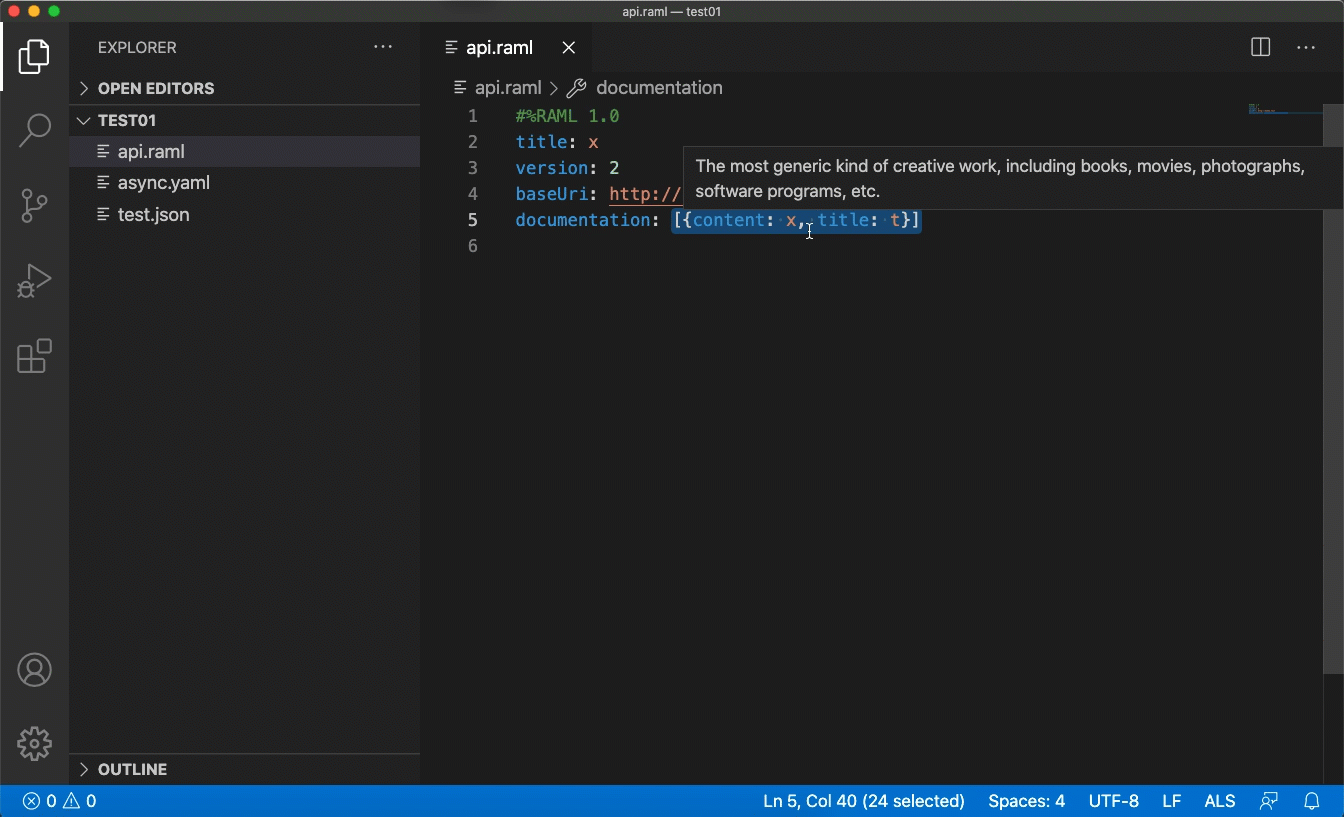 api.raml — test01
EXPLORER
OPEN EDITORS
TEST01
api.raml
async.yaml
test.json
OUTLINE
api.raml
api.raml > documentation
1 #%RAML 1.0
2 title: x
3 version: 2
4 baseUri: http://
5 documentation: [{content: x, title: t}]
6
The most generic kind of creative work, including books, movies, photographs,
software programs, etc.
0 0 Ln 5, Col 40 (24 selected) Spaces: 4 UTF-8 LF ALS